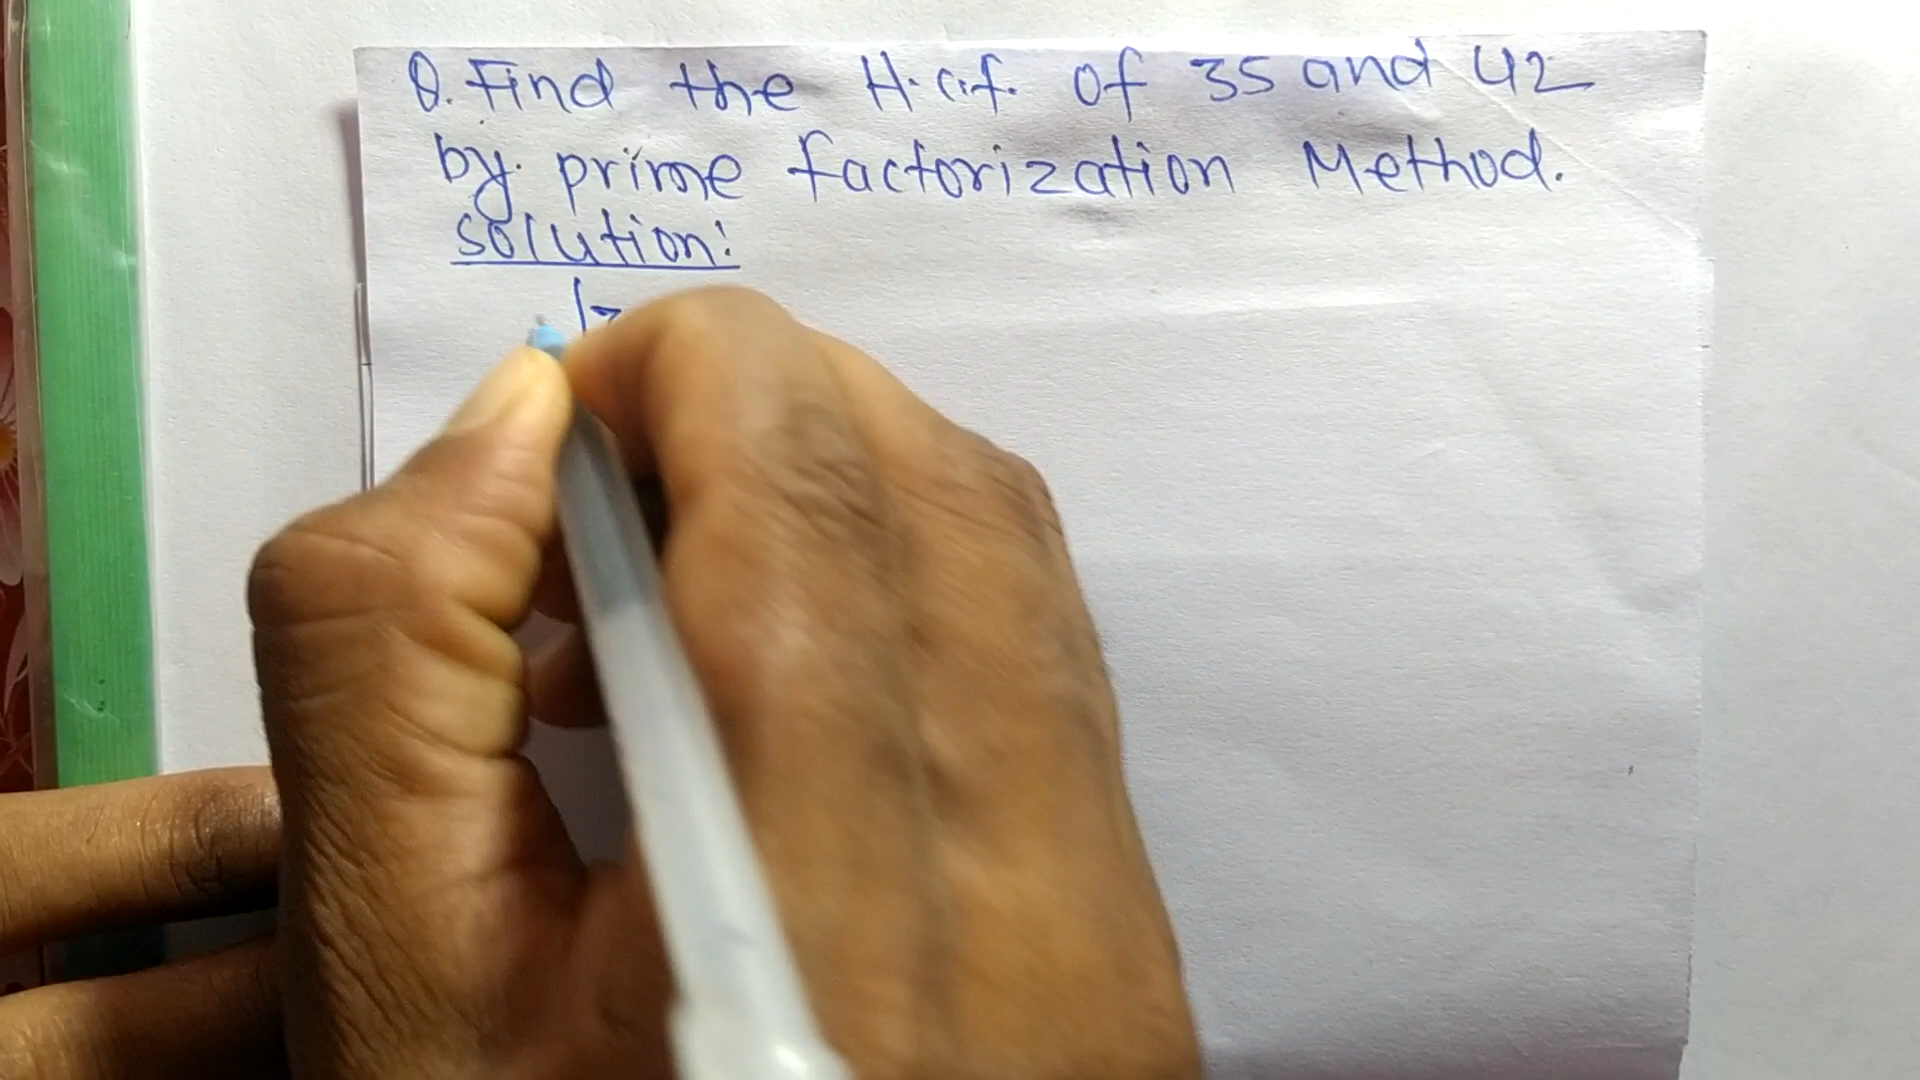 Q. Find the H.C.f. of 35 and 42
by prime factorization Method.
Solution: